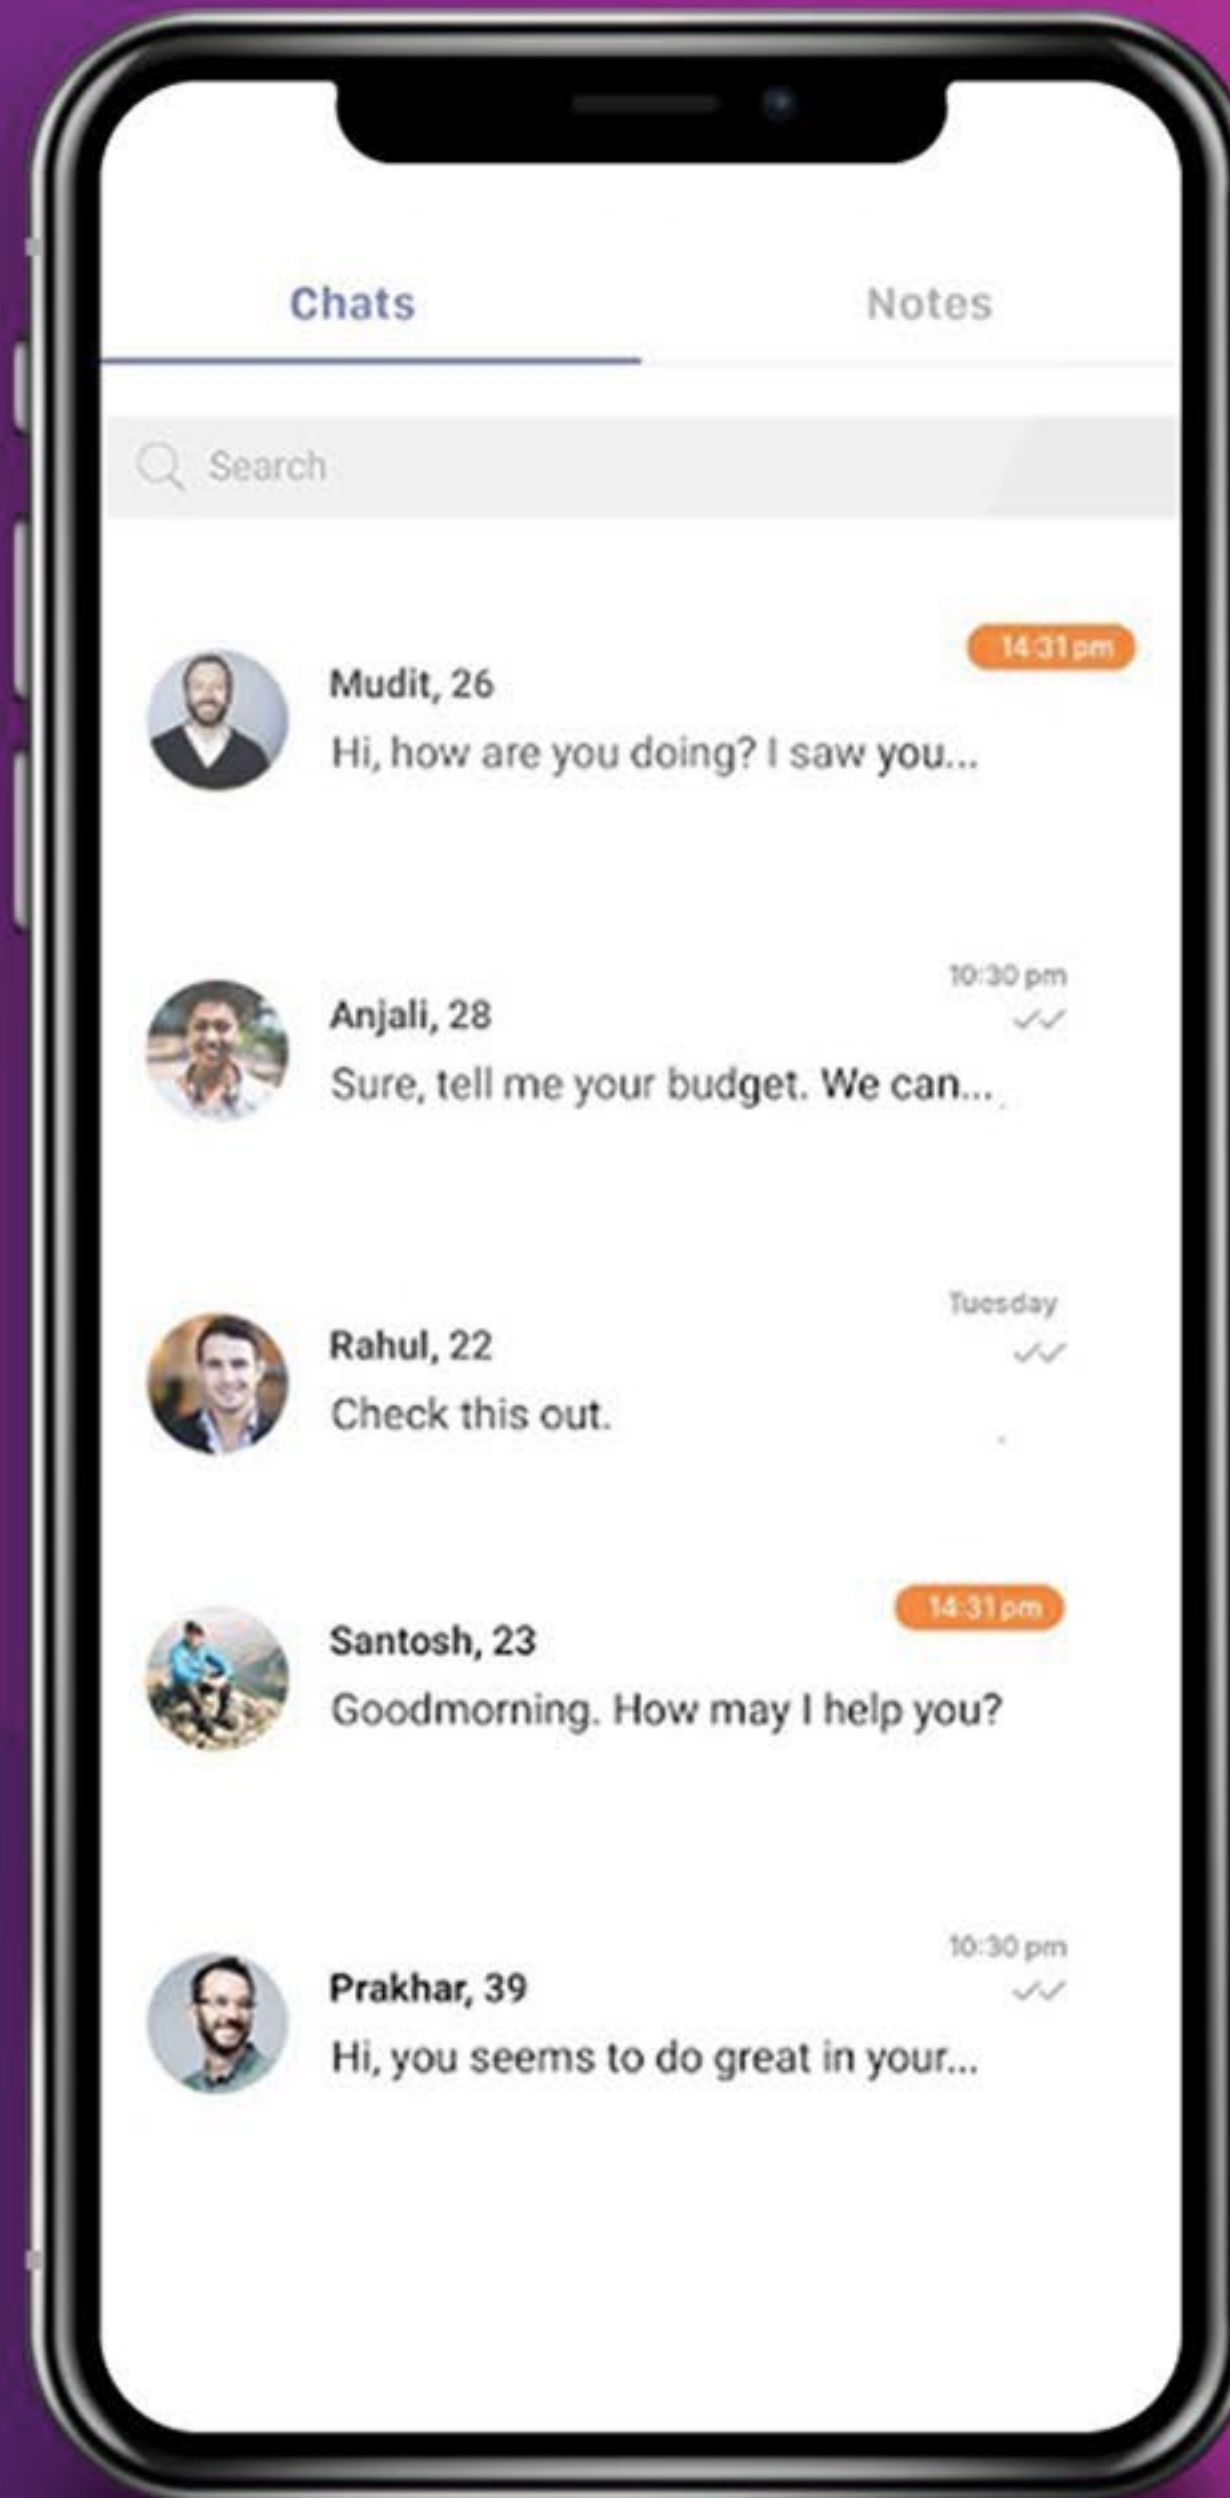 Chats
Notes
Search
14:31 pm
Mudit, 26
Hi, how are you doing? I saw you...
10:30 pm
Anjali, 28
Sure, tell me your budget. We can...
Tuesday
Rahul, 22
Check this out.
14:31 pm
Santosh, 23
Goodmorning. How may I help you?
10:30 pm
Prakhar, 39
Hi, you seems to do great in your...